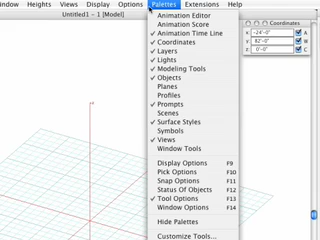 ndow Heights Views Display Options Palettes Extensions Help
Untitled1 – 1 [Model]
Animation Editor
Animation Score
✓ Animation Time Line
✓ Coordinates
✓ Layers
✓ Lights
✓ Modeling Tools
✓ Objects
Planes
Profiles
✓ Prompts
Scenes
✓ Surface Styles
Symbols
✓ Views
Window Tools
Display Options F9
Pick Options F10
Snap Options F11
Status Of Objects F12
✓ Tool Options F13
Window Options F14
Hide Palettes
Customize Tools...
Coordinates
X: -24'-0" A
Y: 82'-0" W
Z: 0'-0" C